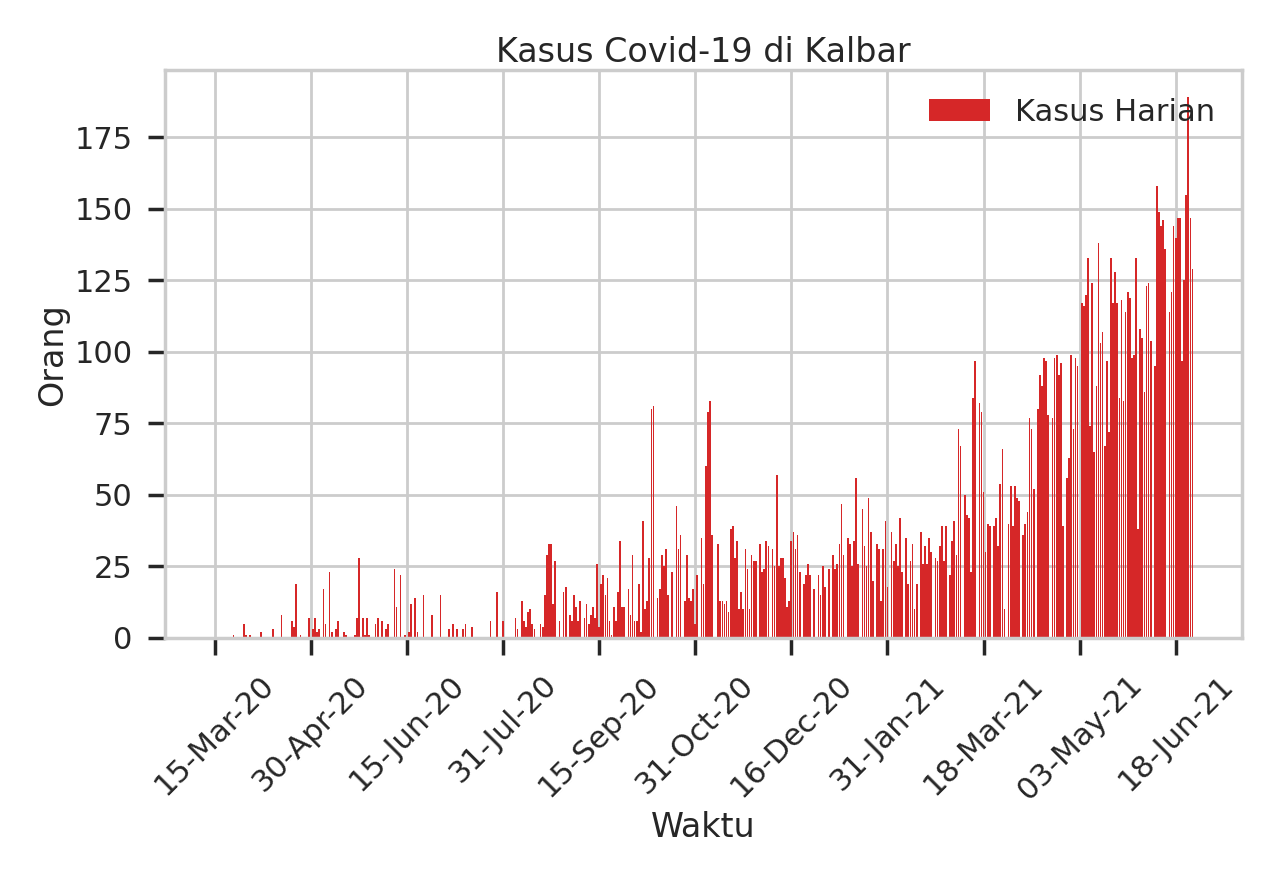 Kasus Covid-19 di Kalbar
Kasus Harian
Orang
175
150
125
100
75
50
25
0
15-Mar-20
30-Apr-20
15-Jun-20
31-Jul-20
15-Sep-20
31-Oct-20
16-Dec-20
31-Jan-21
18-Mar-21
03-May-21
18-Jun-21
Waktu